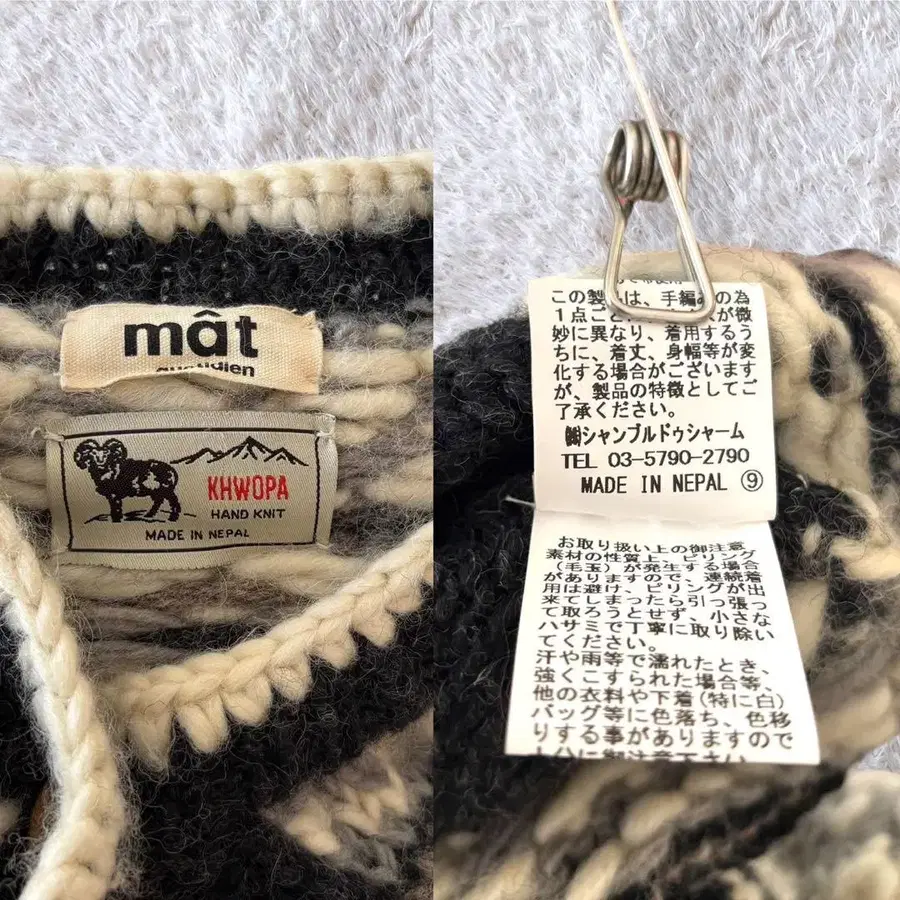 mât
quotidien
KHWOPA
HAND KNIT
MADE IN NEPAL
この製は、手編みの為
1点ごとが微
妙に異なり、着用するう
ちに、着丈、身幅等が変
化する場合がございます
が、製品の特徴としてご
了承ください。
㈱シャンブルドゥシャーム
TEL 03-5790-2790
MADE IN NEPAL ⑨
お取り扱い上の御注意
素材の性質上、ピリング
(毛玉)が発生する場合
がありますので、連続着
用は避け、ピリングが出
来てしまったら引っ張っ
て取ろうとせず、小さな
ハサミで丁寧に取り除い
てください。
汗や雨等で濡れたとき、
強くこすられた場合等、
他の衣料や下着(特に白)
バッグ等に色落ち、色移
りする事がありますので